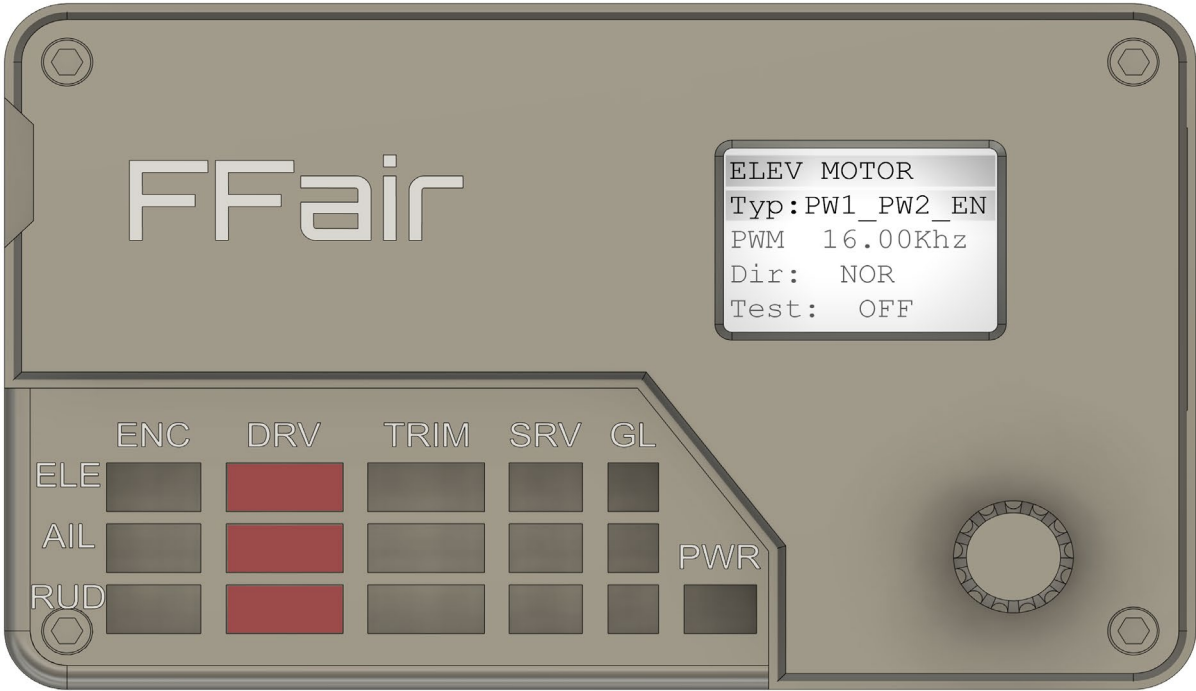 FFair
ELEV MOTOR
Typ:PW1_PW2_EN
PWM 16.00Khz
Dir: NOR
Test: OFF
ENC DRV TRIM SRV GL
ELE
AIL
PWR
RUD